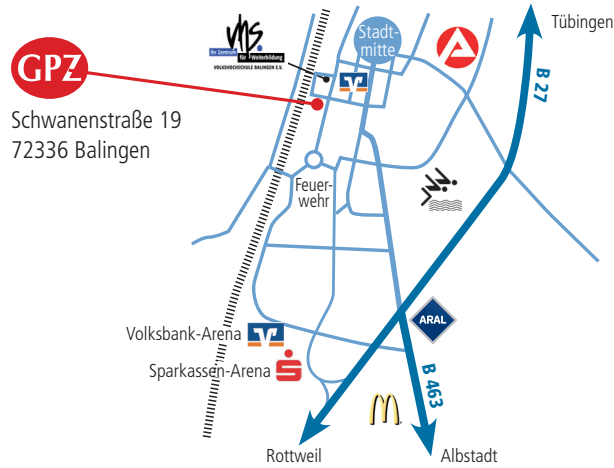 Tübingen
vhs.
Ihr Zentrum
für Weiterbildung
VOLKSHOCHSCHULE BALINGEN E.V.
Stadt-
mitte
GPZ
B 27
Schwanenstraße 19
72336 Balingen
Feuer-
wehr
ARAL
Volksbank-Arena
Sparkassen-Arena
B 463
Rottweil
Albstadt